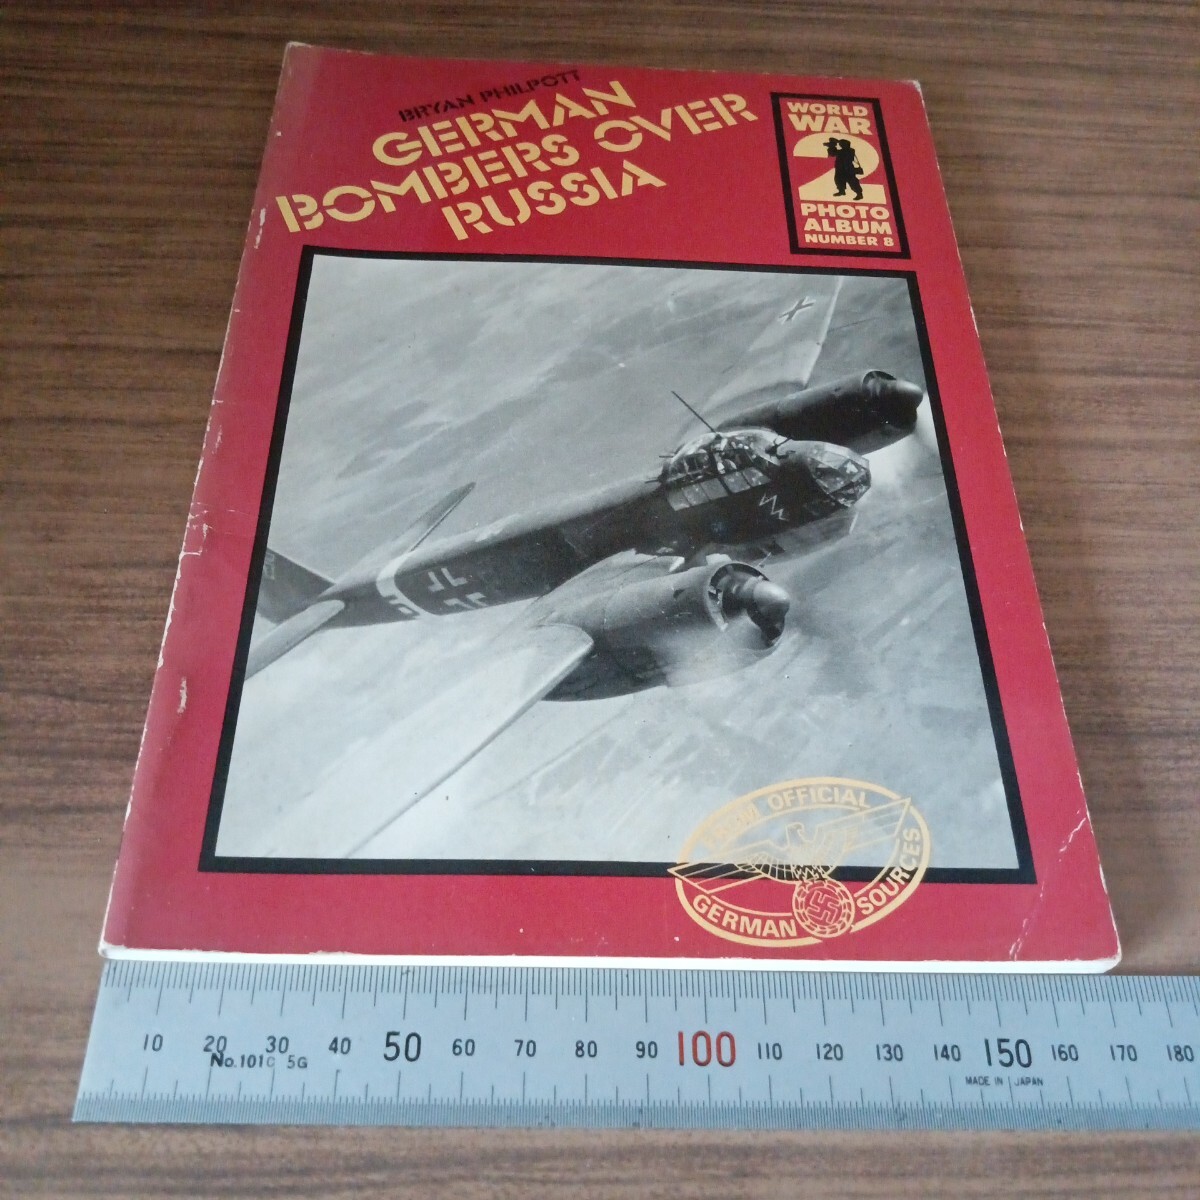 BRYAN PHILPOTT
GERMAN
BOMBERS OVER
RUSSIA
WORLD
WAR
2
PHOTO
ALBUM
NUMBER 8
FROM OFFICIAL
GERMAN SOURCES
10 20 30 40 50 60 70 80 90 100 110 120 130 140 150 160 170 180
No.101C 5G
MADE IN JAPAN